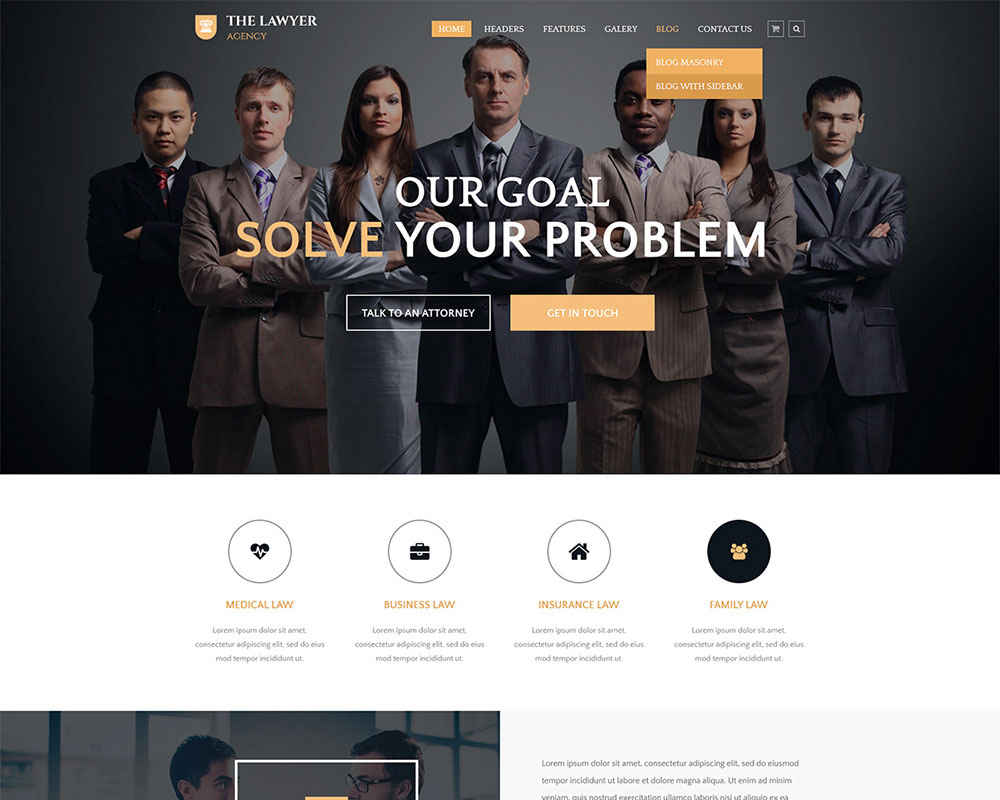 THE LAWYER
AGENCY
HOME HEADERS FEATURES GALERY BLOG CONTACT US
BLOG MASONRY
BLOG WITH SIDEBAR
OUR GOAL
SOLVE YOUR PROBLEM
TALK TO AN ATTORNEY GET IN TOUCH
MEDICAL LAW
Lorem ipsum dolor sit amet,
consectetur adipiscing elit, sed do eius
mod tempor incididunt ut.
BUSINESS LAW
Lorem ipsum dolor sit amet,
consectetur adipiscing elit, sed do eius
mod tempor incididunt ut.
INSURANCE LAW
Lorem ipsum dolor sit amet,
consectetur adipiscing elit, sed do eius
mod tempor incididunt ut.
FAMILY LAW
Lorem ipsum dolor sit amet,
consectetur adipiscing elit, sed do eius
mod tempor incididunt ut.
Lorem ipsum dolor sit amet, consectetur adipiscing elit, sed do eiusmod
tempor incididunt ut labore et dolore magna aliqua. Ut enim ad minim
veniam, quis nostrud exercitation ullamco laboris nisi ut aliquip ex ea